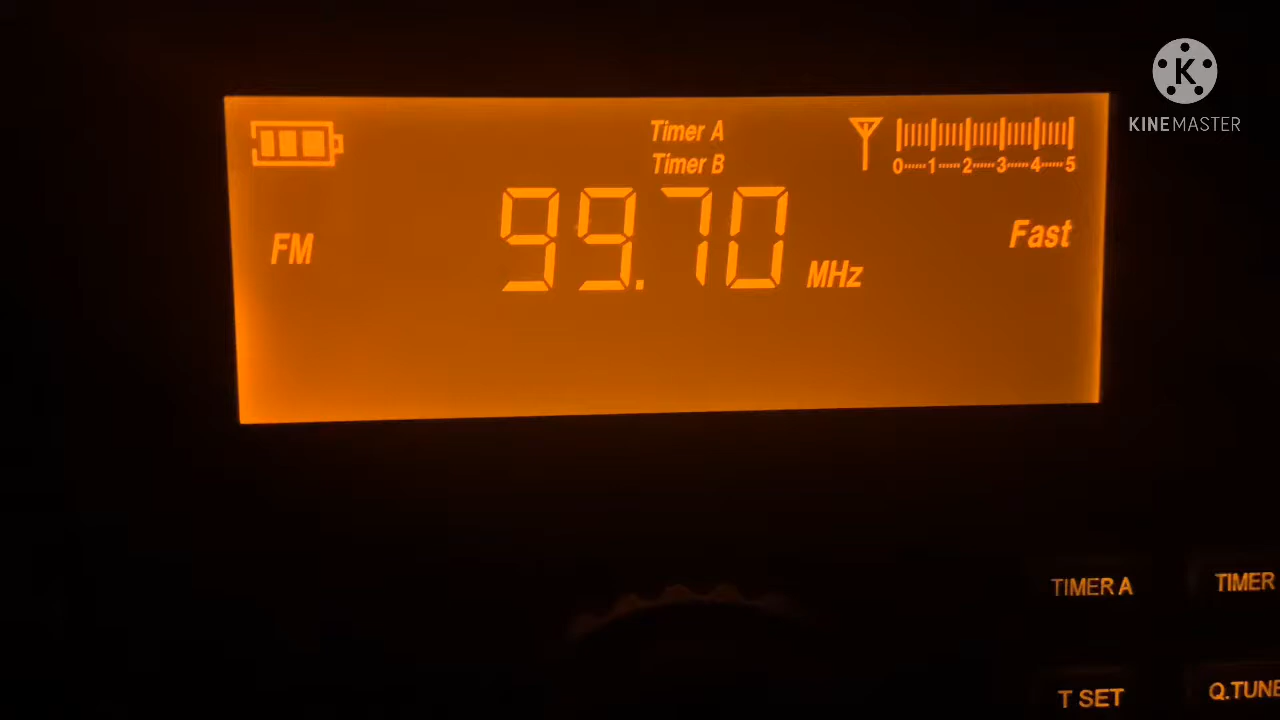 K
KINEMASTER
Timer A
Timer B
0 1 2 3 4 5
FM
99.70 MHz
Fast
TIMER A
TIMER
T SET
Q.TUNE